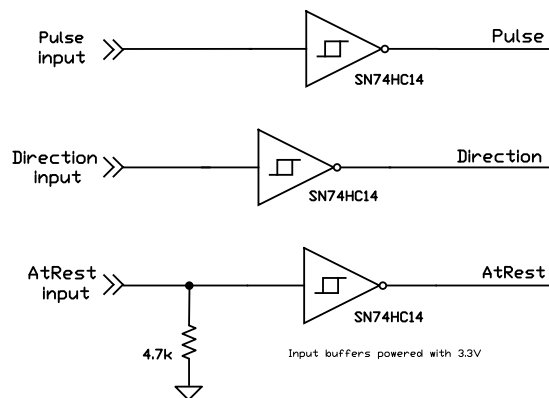 Pulse
input
Pulse
SN74HC14
Direction
input
Direction
SN74HC14
AtRest
input
AtRest
SN74HC14
4.7k
Input buffers powered with 3.3V